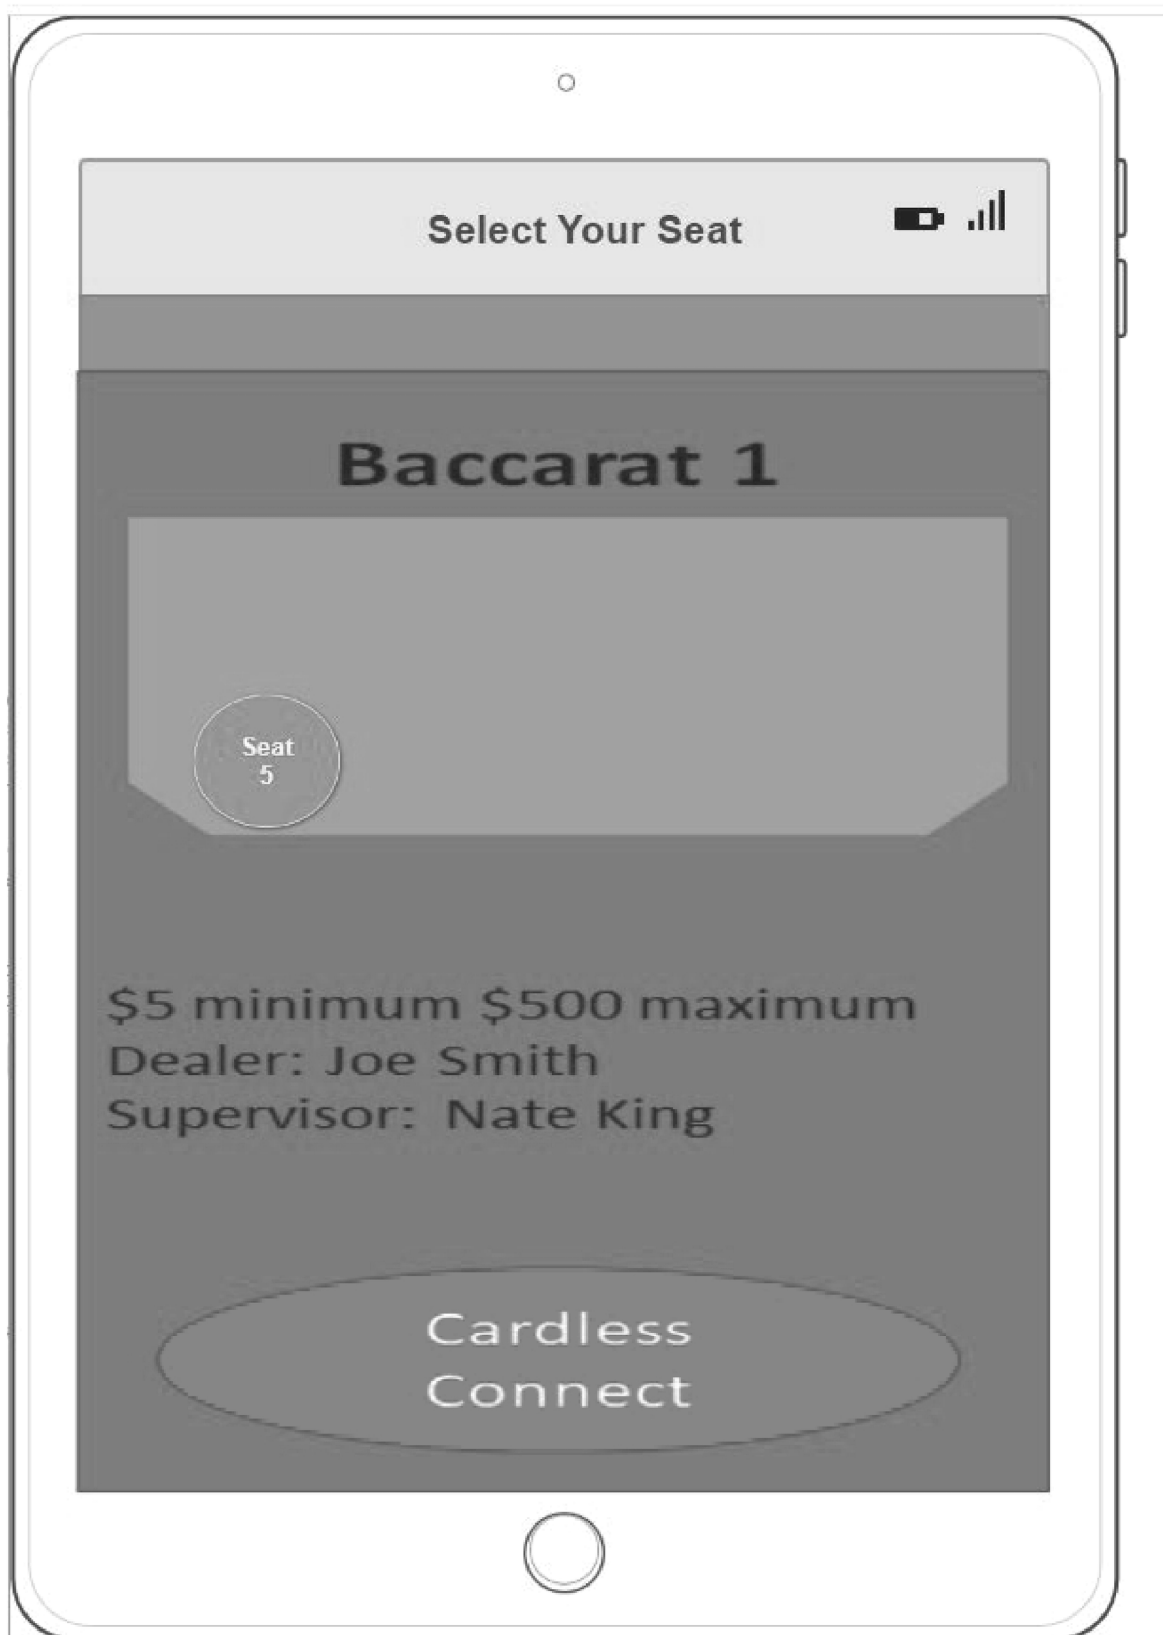 Select Your Seat
Baccarat 1
Seat
5
$5 minimum $500 maximum
Dealer: Joe Smith
Supervisor: Nate King
Cardless
Connect